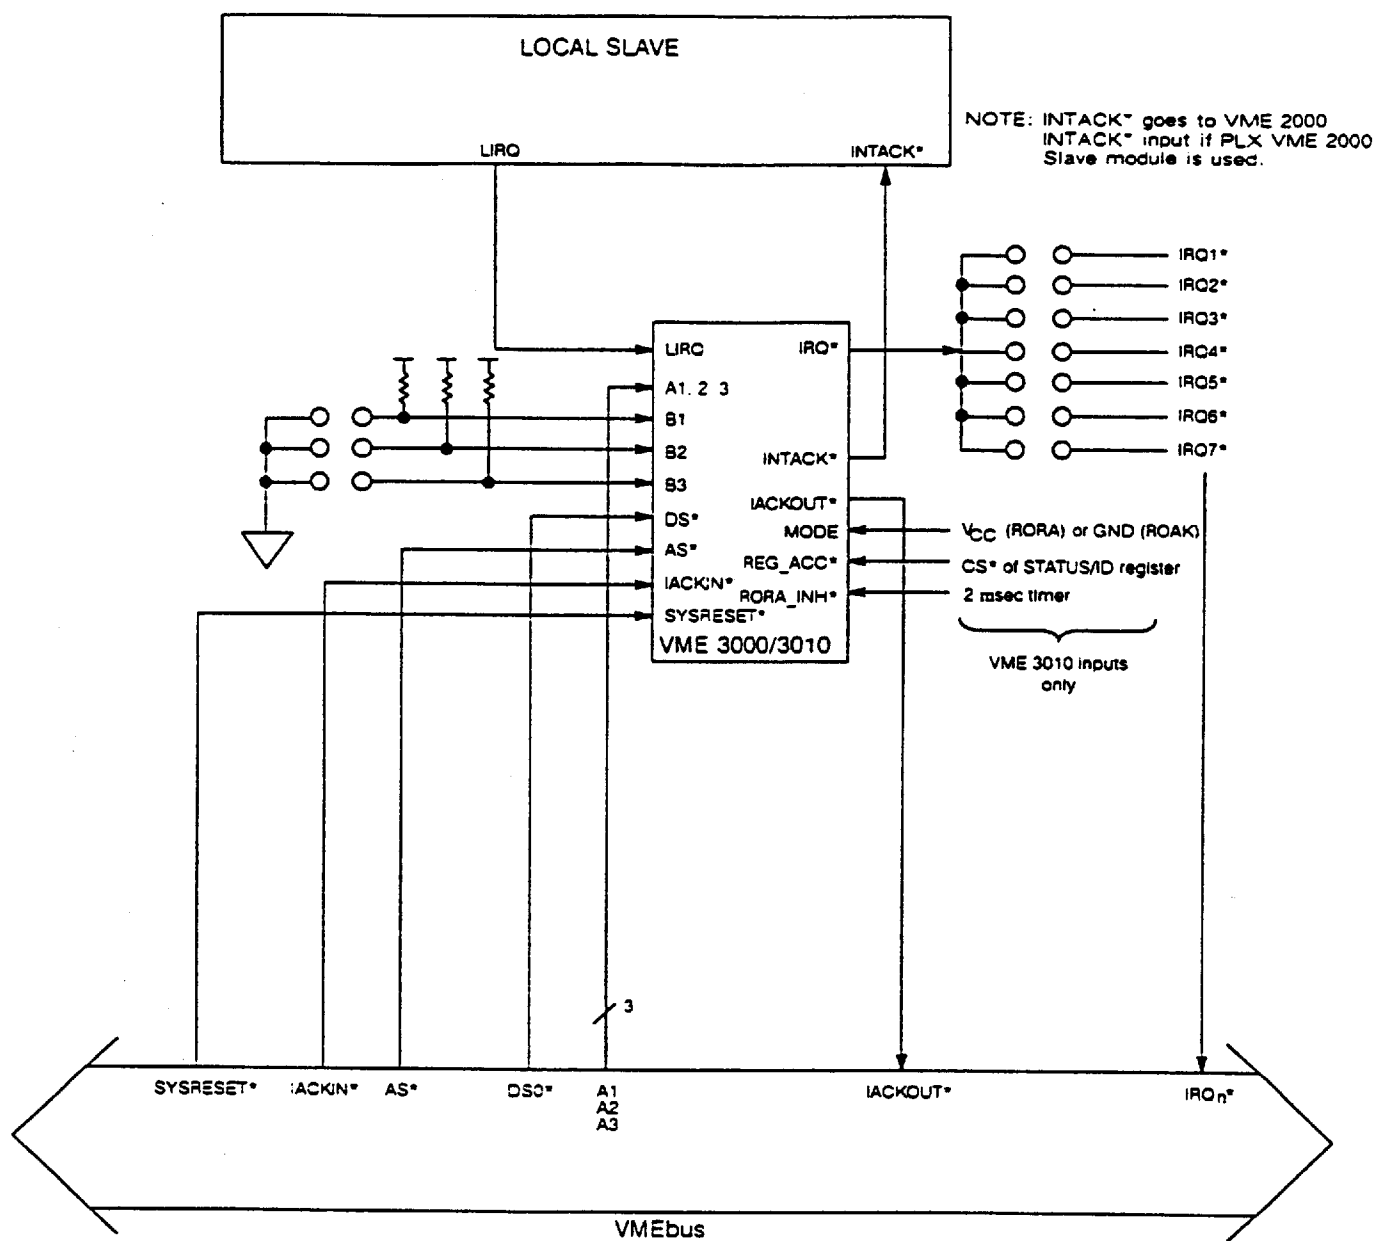 LOCAL SLAVE
LIRQ
INTACK*
NOTE: INTACK* goes to VME 2000
INTACK* input if PLX VME 2000
Slave module is used.
IRQ1*
IRQ2*
IRQ3*
IRQ4*
IRQ5*
IRQ6*
IRQ7*
LIRQ
A1, 2 3
B1
B2
B3
DS*
AS*
IACKIN*
SYSRESET*
IRQ*
INTACK*
IACKOUT*
MODE
REG_ACC*
RORA_INH*
VME 3000/3010
VCC (RORA) or GND (ROAK)
CS* of STATUS/ID register
2 msec timer
VME 3010 inputs
only
3
SYSRESET*
IACKIN*
AS*
DS0*
A1
A2
A3
IACKOUT*
IRQn*
VMEbus